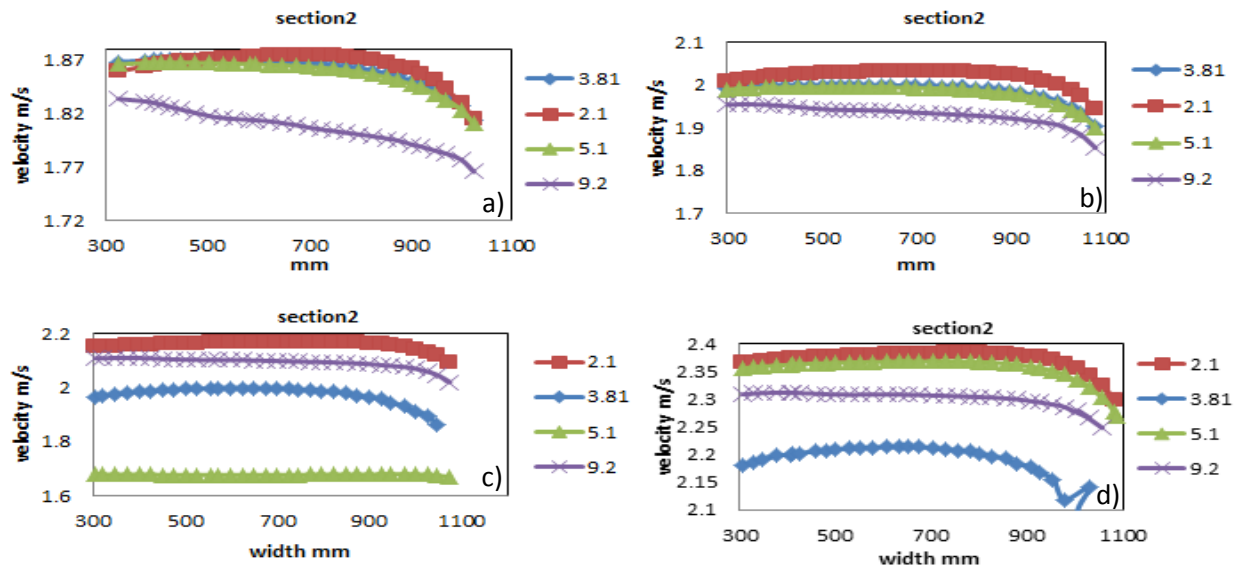 section2
1.87
1.82
1.77
1.72
velocity m/s
300 500 700 900 1100
mm
3.81
2.1
5.1
9.2
a)
section2
2.1
2
1.9
1.8
1.7
velocity m/s
300 500 700 900 1100
mm
3.81
2.1
5.1
9.2
b)
section2
2.2
2
1.8
1.6
velocity m/s
300 500 700 900 1100
width mm
2.1
3.81
5.1
9.2
c)
section2
2.4
2.35
2.3
2.25
2.2
2.15
2.1
velocity m/s
300 500 700 900 1100
width mm
2.1
3.81
5.1
9.2
d)